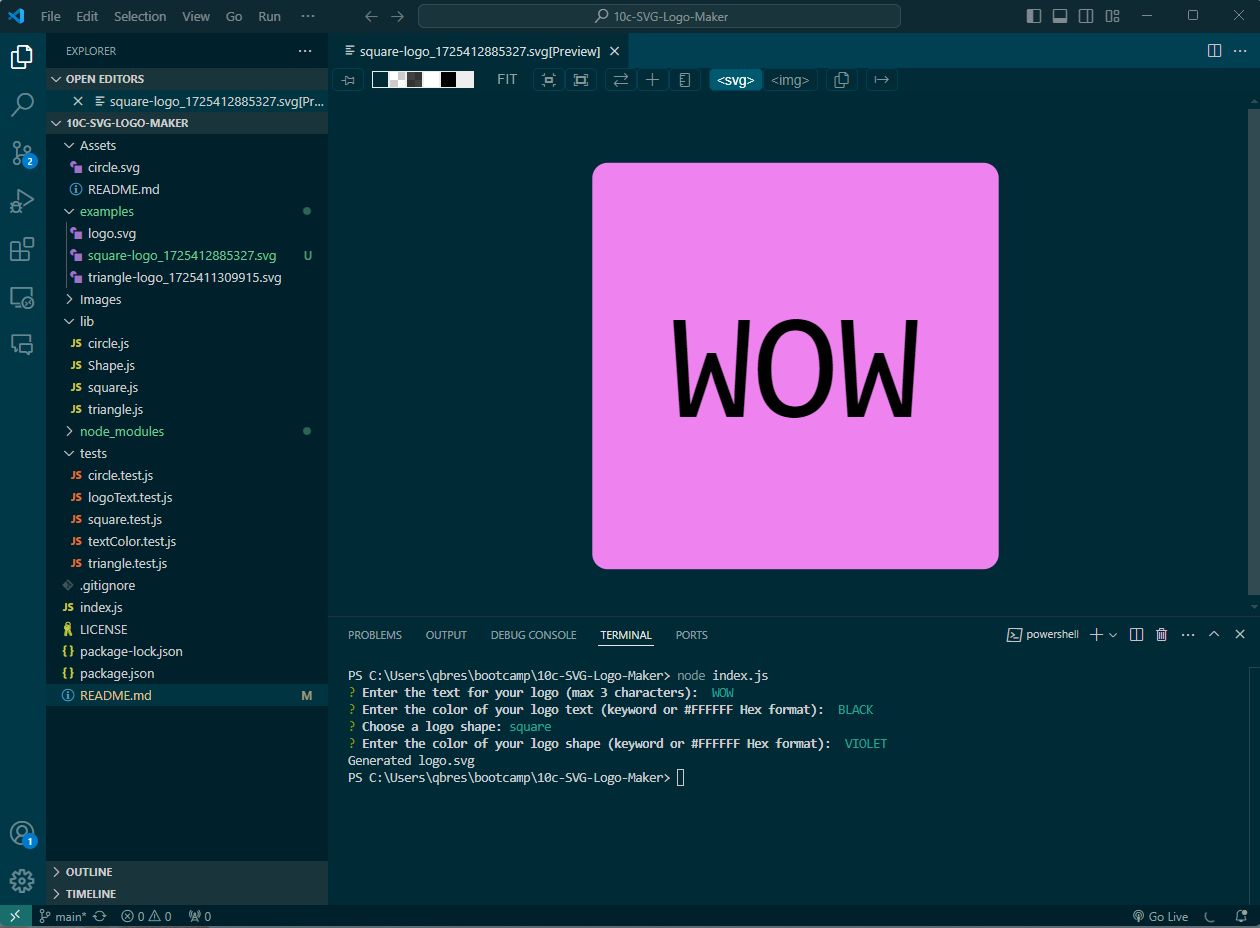 File Edit Selection View Go Run ···
10c-SVG-Logo-Maker
EXPLORER ···
OPEN EDITORS
square-logo_1725412885327.svg[Pr...
10C-SVG-LOGO-MAKER
Assets
circle.svg
README.md
examples
logo.svg
square-logo_1725412885327.svg U
triangle-logo_1725411309915.svg
Images
lib
JS circle.js
JS Shape.js
JS square.js
JS triangle.js
node_modules
tests
JS circle.test.js
JS logoText.test.js
JS square.test.js
JS textColor.test.js
JS triangle.test.js
.gitignore
JS index.js
LICENSE
{} package-lock.json
{} package.json
README.md M
OUTLINE
TIMELINE
2
1
square-logo_1725412885327.svg[Preview]
FIT <svg> <img>
WOW
PROBLEMS OUTPUT DEBUG CONSOLE TERMINAL PORTS
powershell
PS C:\Users\qbres\bootcamp\10c-SVG-Logo-Maker> node index.js
? Enter the text for your logo (max 3 characters): WOW
? Enter the color of your logo text (keyword or #FFFFFF Hex format): BLACK
? Choose a logo shape: square
? Enter the color of your logo shape (keyword or #FFFFFF Hex format): VIOLET
Generated logo.svg
PS C:\Users\qbres\bootcamp\10c-SVG-Logo-Maker>
main* 0 0 0 Go Live